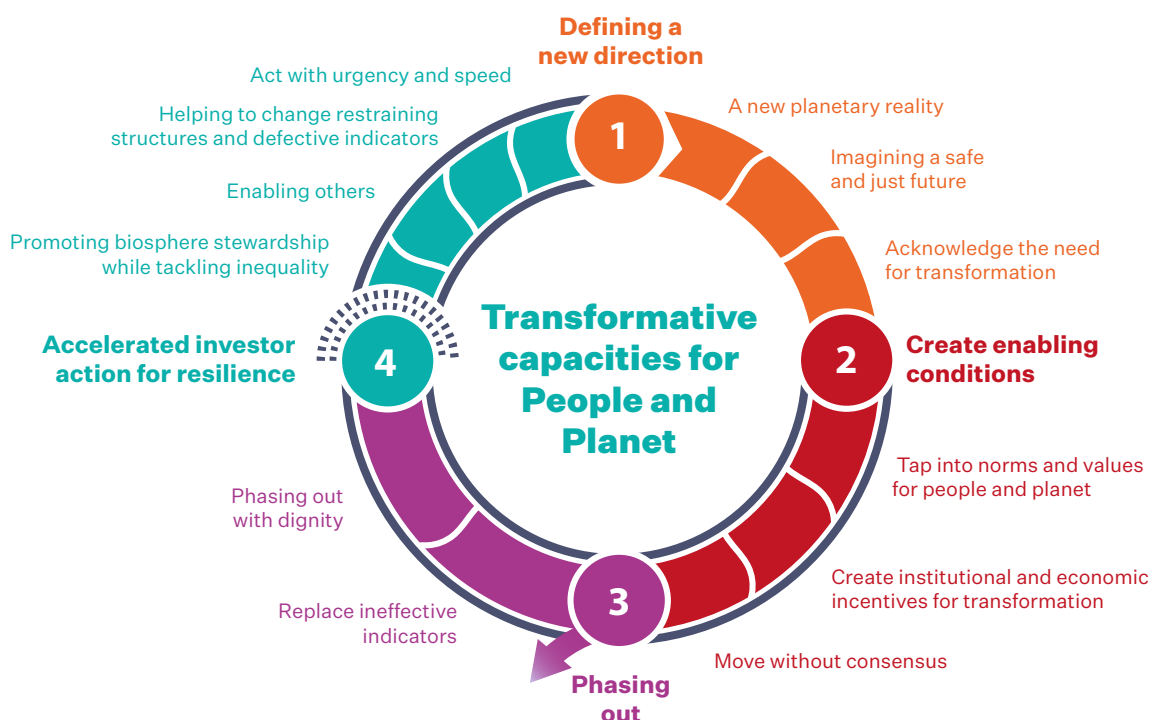 Defining a
new direction
1
A new planetary reality
Imagining a safe
and just future
Acknowledge the need
for transformation
2
Create enabling
conditions
Tap into norms and values
for people and planet
Create institutional and economic
incentives for transformation
Move without consensus
3
Phasing
out
Replace ineffective
indicators
Phasing out
with dignity
4
Accelerated investor
action for resilience
Promoting biosphere stewardship
while tackling inequality
Enabling others
Helping to change restraining
structures and defective indicators
Act with urgency and speed
Transformative
capacities for
People and
Planet